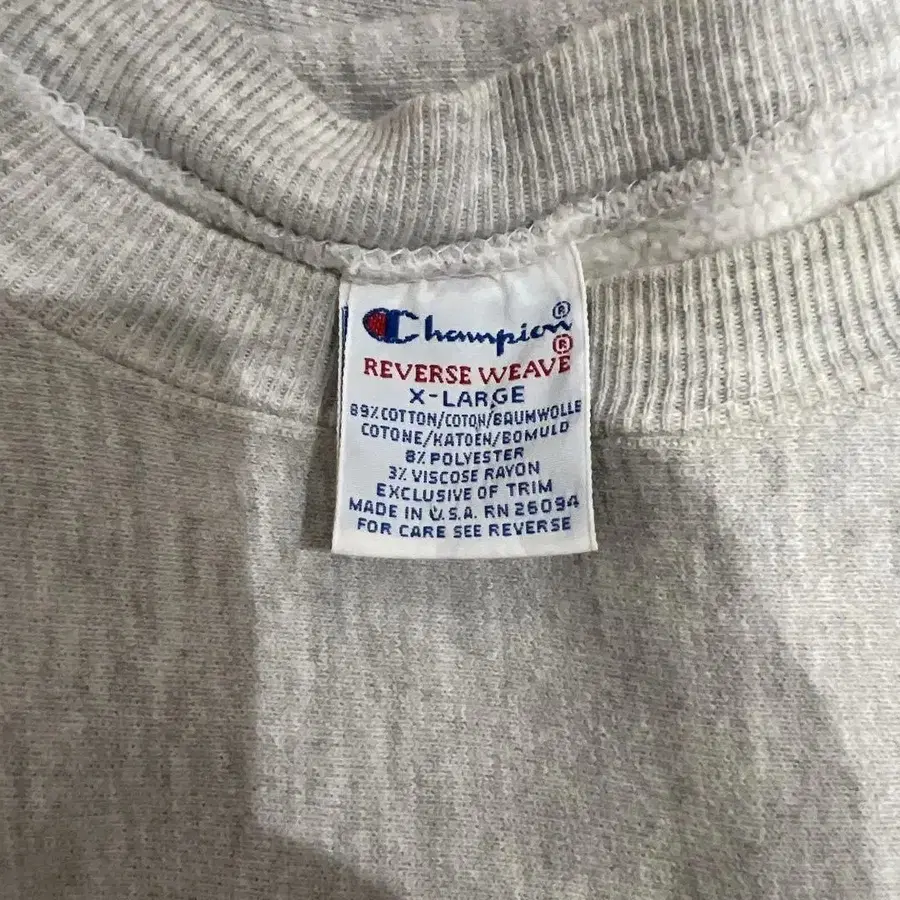 Champion®
REVERSE WEAVE®
X-LARGE
89% COTTON/COTON/BAUMWOLLE
COTONE/KATOEN/BOMULD
8% POLYESTER
3% VISCOSE RAYON
EXCLUSIVE OF TRIM
MADE IN U.S.A. RN 26094
FOR CARE SEE REVERSE